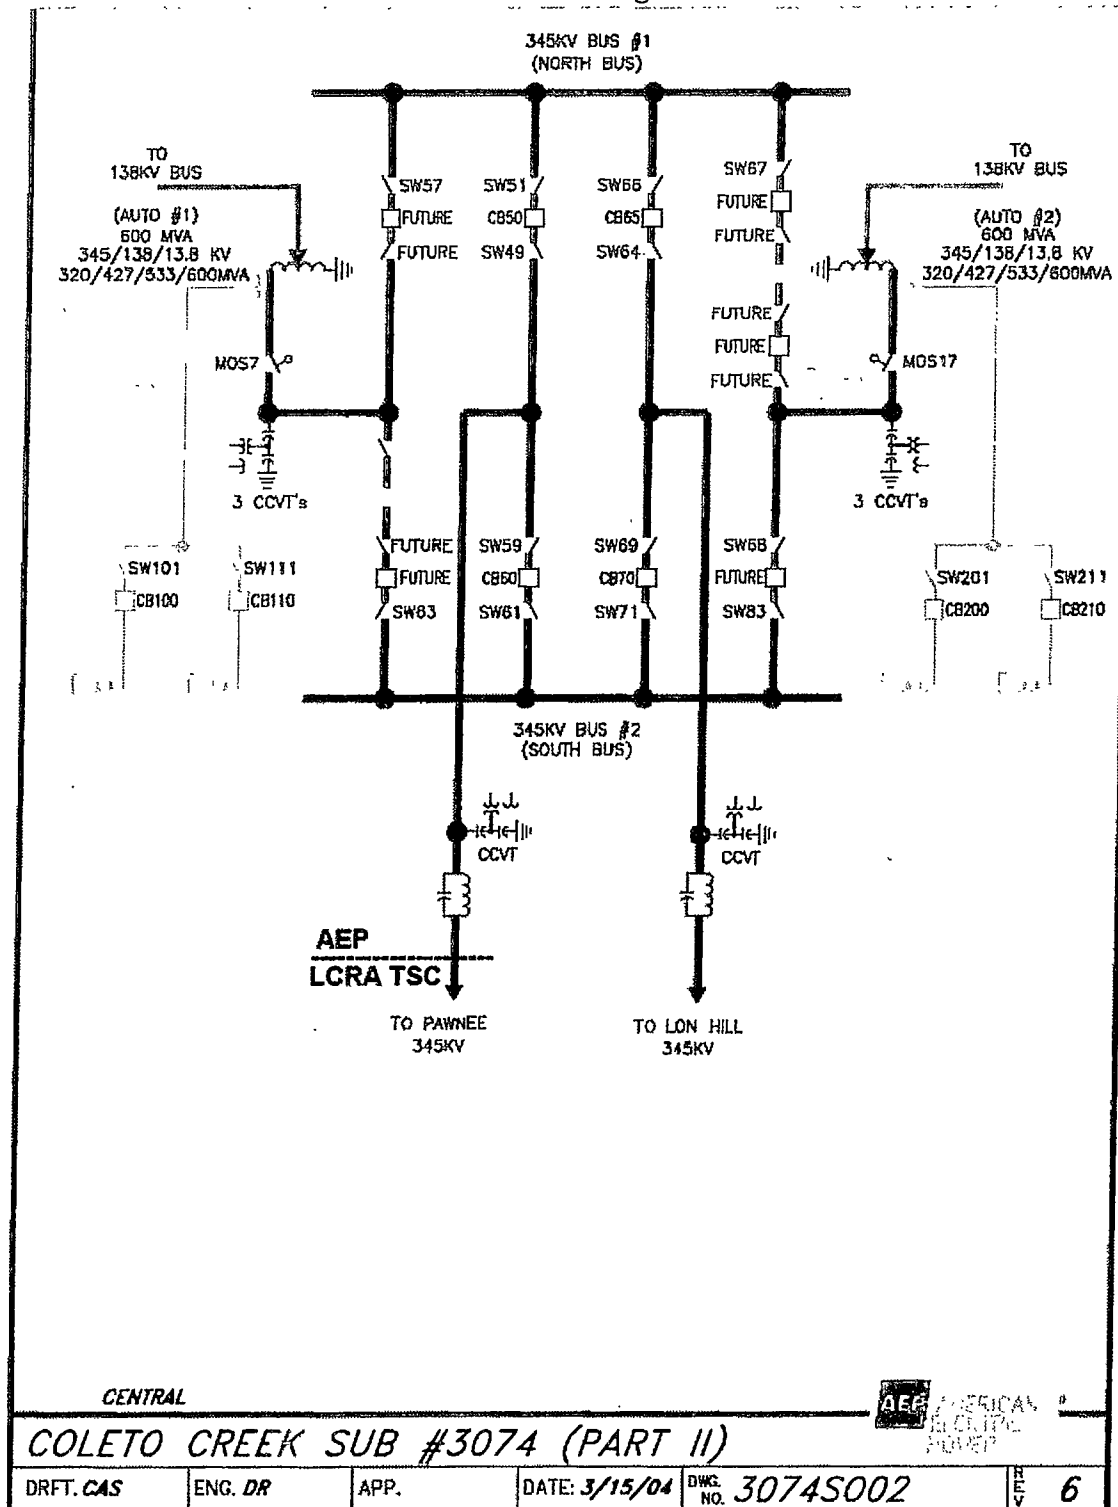 345KV BUS #1
(NORTH BUS)
TO
138KV BUS
(AUTO #1)
600 MVA
345/138/13.8 KV
320/427/533/600MVA
SW57
FUTURE
FUTURE
SW51
CB50
SW49
SW66
CB65
SW64
SW67
FUTURE
FUTURE
FUTURE
FUTURE
FUTURE
TO
138KV BUS
(AUTO #2)
600 MVA
345/138/13.8 KV
320/427/533/600MVA
MOS7
MOS17
3 CCVT's
3 CCVT's
SW101
CB100
SW111
CB110
FUTURE
FUTURE
SW63
SW59
CB60
SW61
SW69
CB70
SW71
SW68
FUTURE
SW83
SW201
CB200
SW211
CB210
345KV BUS #2
(SOUTH BUS)
CCVT
CCVT
AEP
LCRA TSC
TO PAWNEE
345KV
TO LON HILL
345KV
CENTRAL
AEP AMERICAN
ELECTRIC
POWER
COLETO CREEK SUB #3074 (PART II)
DRFT. CAS ENG. DR APP. DATE: 3/15/04 DWG. NO. 3074S002 REV 6